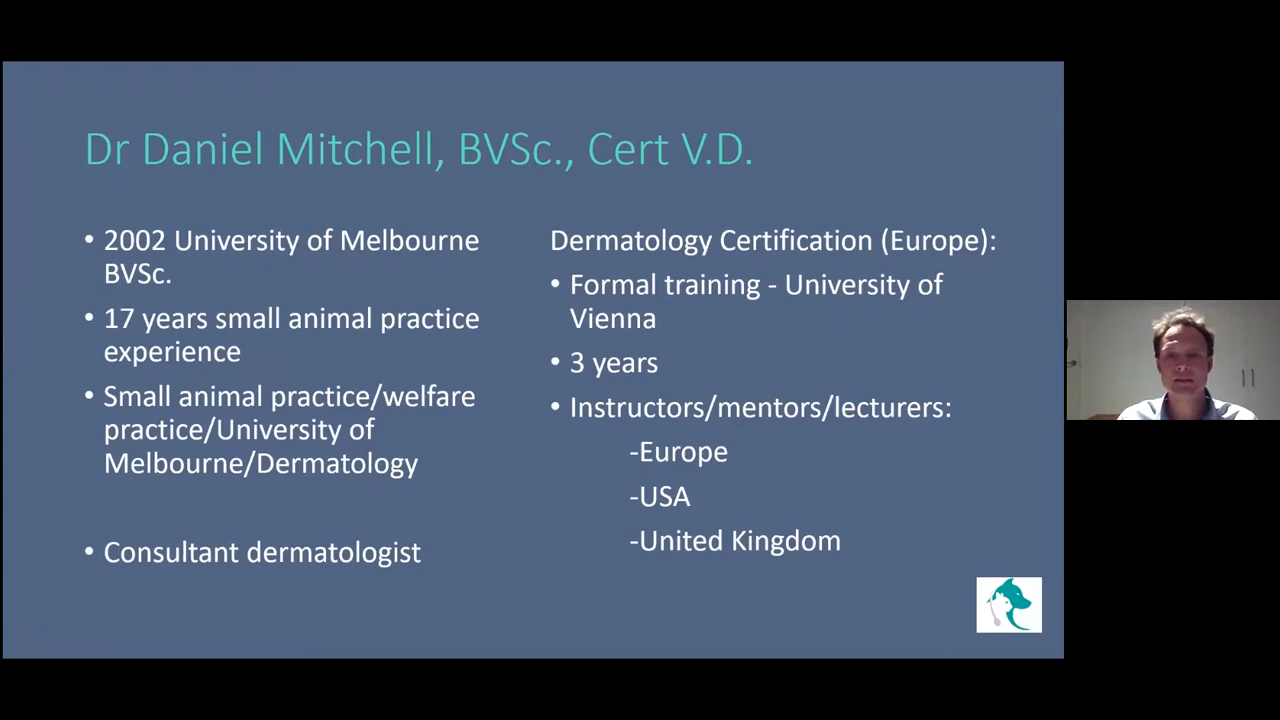 Dr Daniel Mitchell, BVSc., Cert V.D.
• 2002 University of Melbourne
BVSc.
• 17 years small animal practice
experience
• Small animal practice/welfare
practice/University of
Melbourne/Dermatology
• Consultant dermatologist
Dermatology Certification (Europe):
• Formal training - University of
Vienna
• 3 years
• Instructors/mentors/lecturers:
-Europe
-USA
-United Kingdom